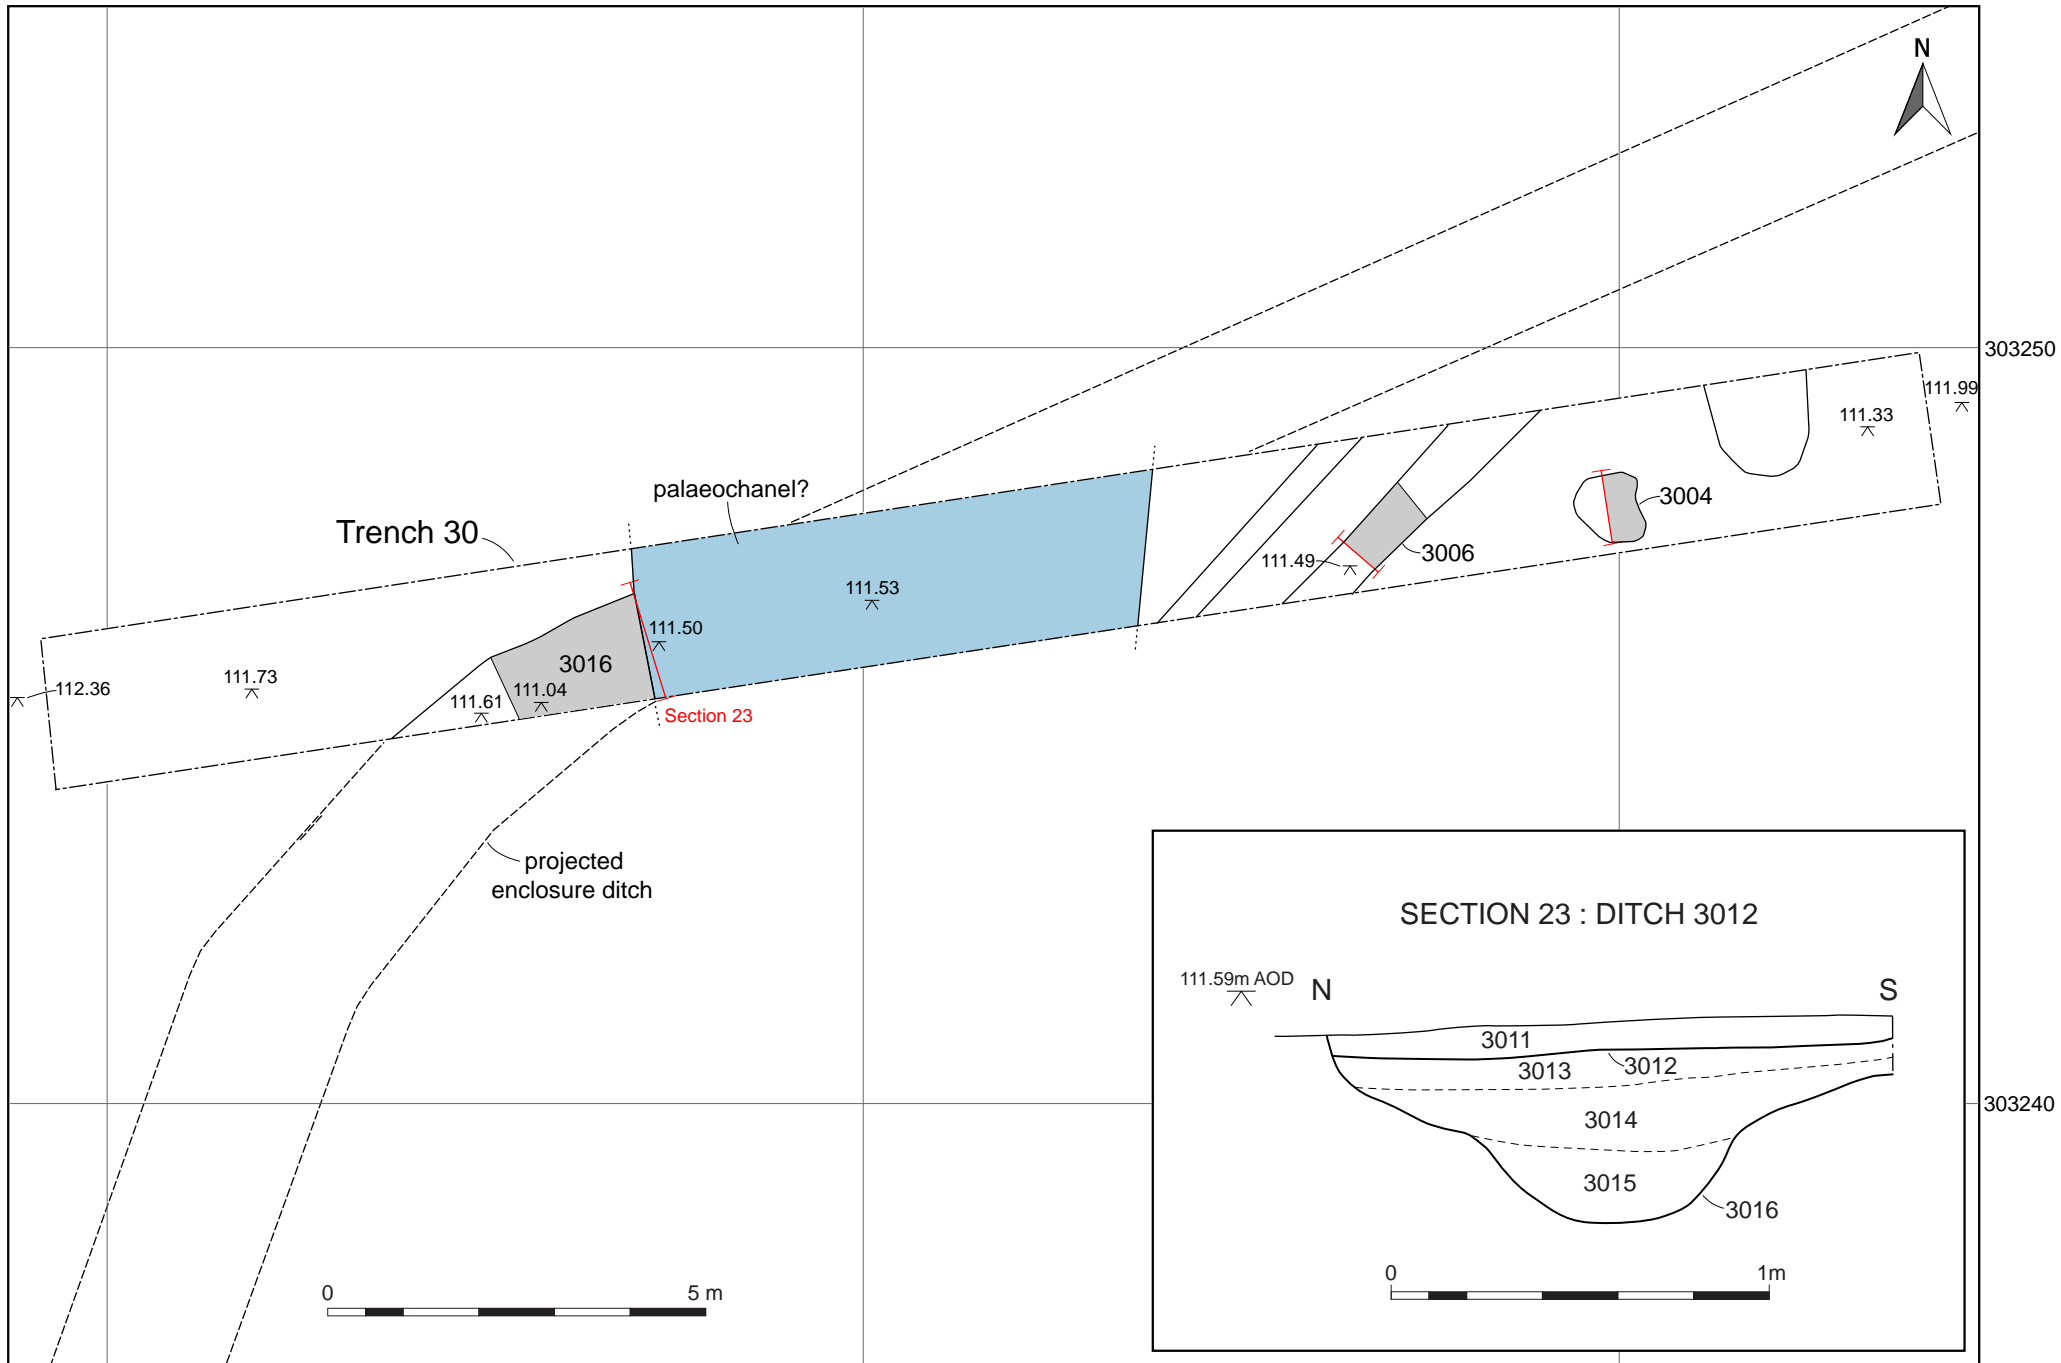 N
303250
111.99
111.33
palaeochanel?
3004
Trench 30
3006
111.49
111.53
111.50
3016
112.36
111.73
111.04
111.61
Section 23
projected
enclosure ditch
SECTION 23 : DITCH 3012
111.59m AOD
N
S
3011
3012
3013
303240
3014
3015
3016
0
1m
0
5 m